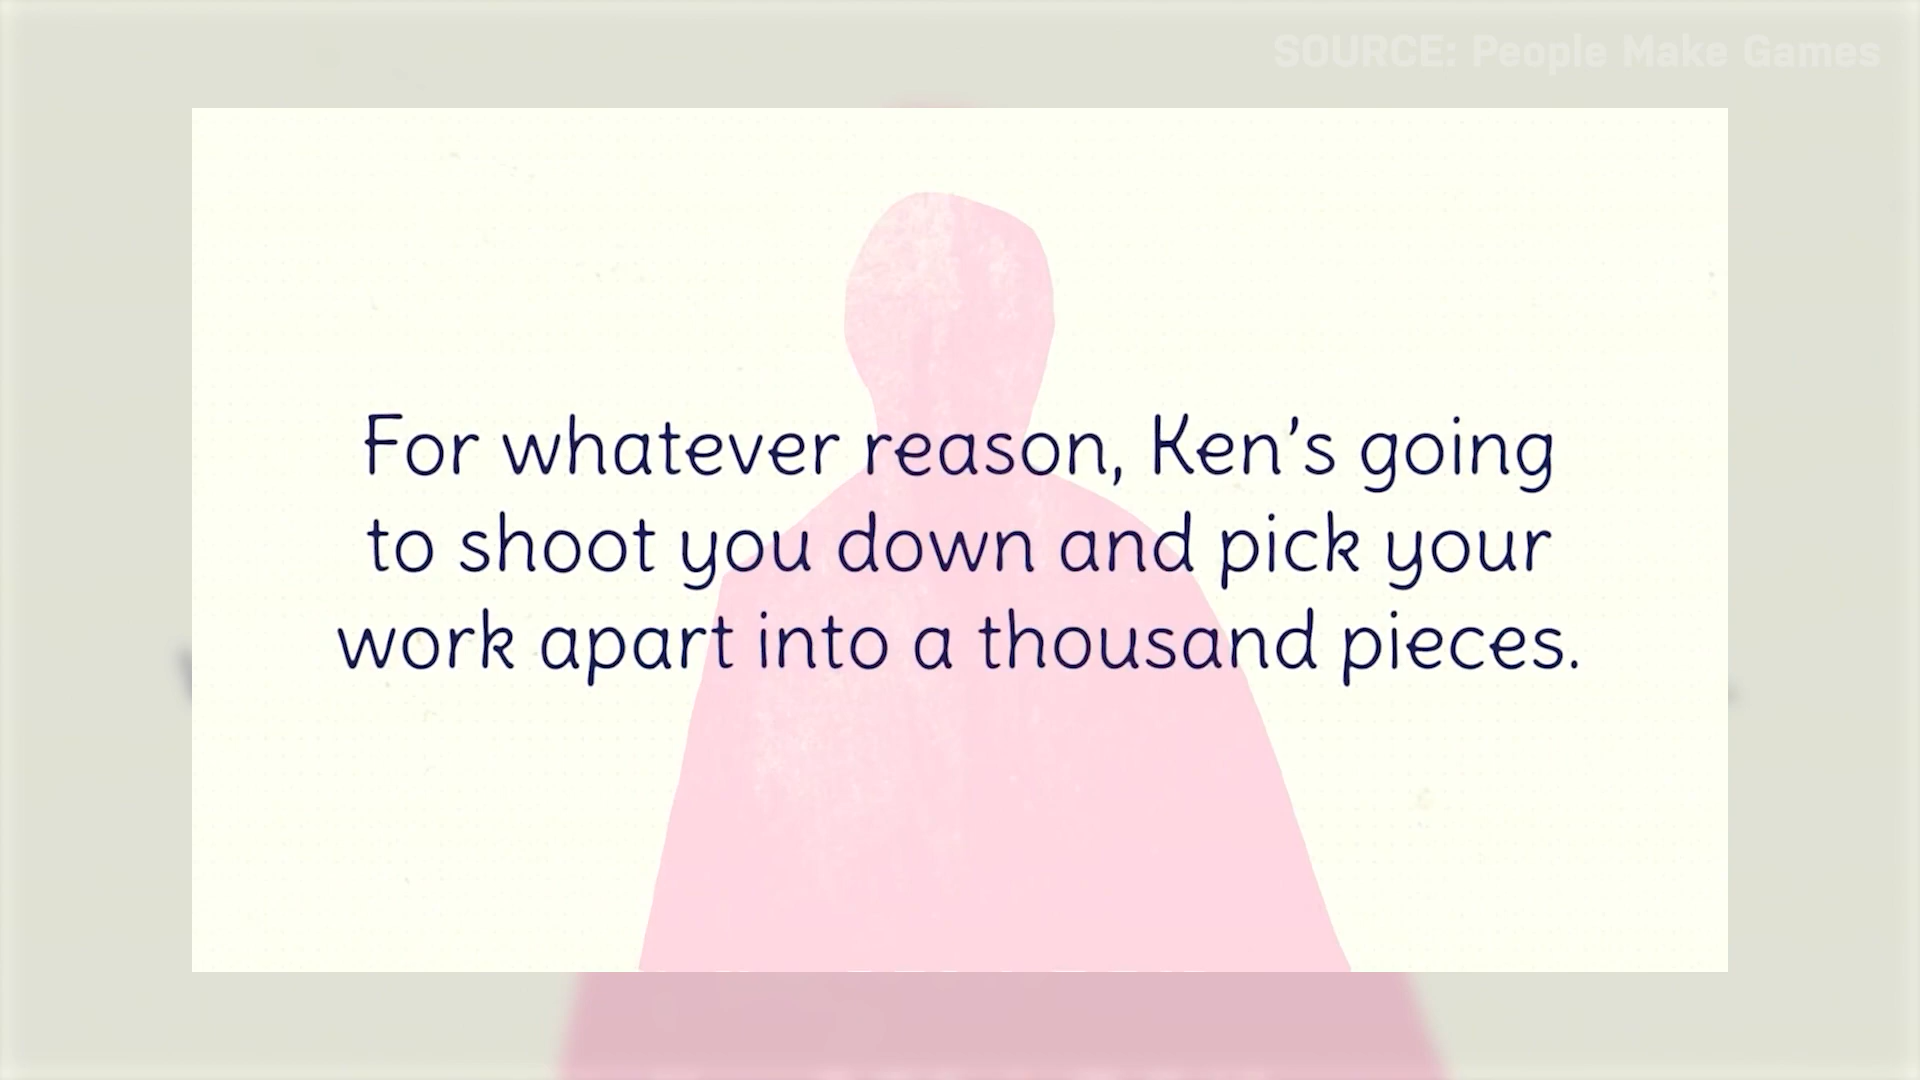 SOURCE: People Make Games
For whatever reason, Ken's going
to shoot you down and pick your
work apart into a thousand pieces.